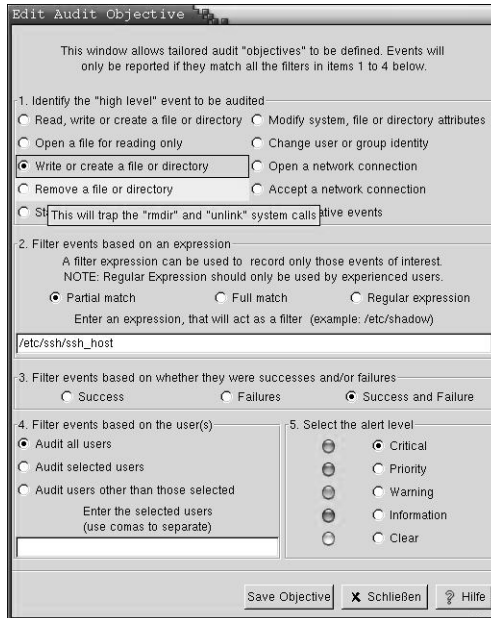 Edit Audit Objective
This window allows tailored audit "objectives" to be defined. Events will
only be reported if they match all the filters in items 1 to 4 below.
1. Identify the "high level" event to be audited
Read, write or create a file or directory
Modify system, file or directory attributes
Open a file for reading only
Change user or group identity
Write or create a file or directory
Open a network connection
Remove a file or directory
Accept a network connection
This will trap the "rmdir" and "unlink" system calls
events
2. Filter events based on an expression
A filter expression can be used to record only those events of interest.
NOTE: Regular Expression should only be used by experienced users.
Partial match
Full match
Regular expression
Enter an expression, that will act as a filter (example: /etc/shadow)
/etc/ssh/ssh_host
3. Filter events based on whether they were successes and/or failures
Success
Failures
Success and Failure
4. Filter events based on the user(s)
Audit all users
Audit selected users
Audit users other than those selected
Enter the selected users
(use comas to separate)
5. Select the alert level
Critical
Priority
Warning
Information
Clear
Save Objective
Schließen
Hilfe